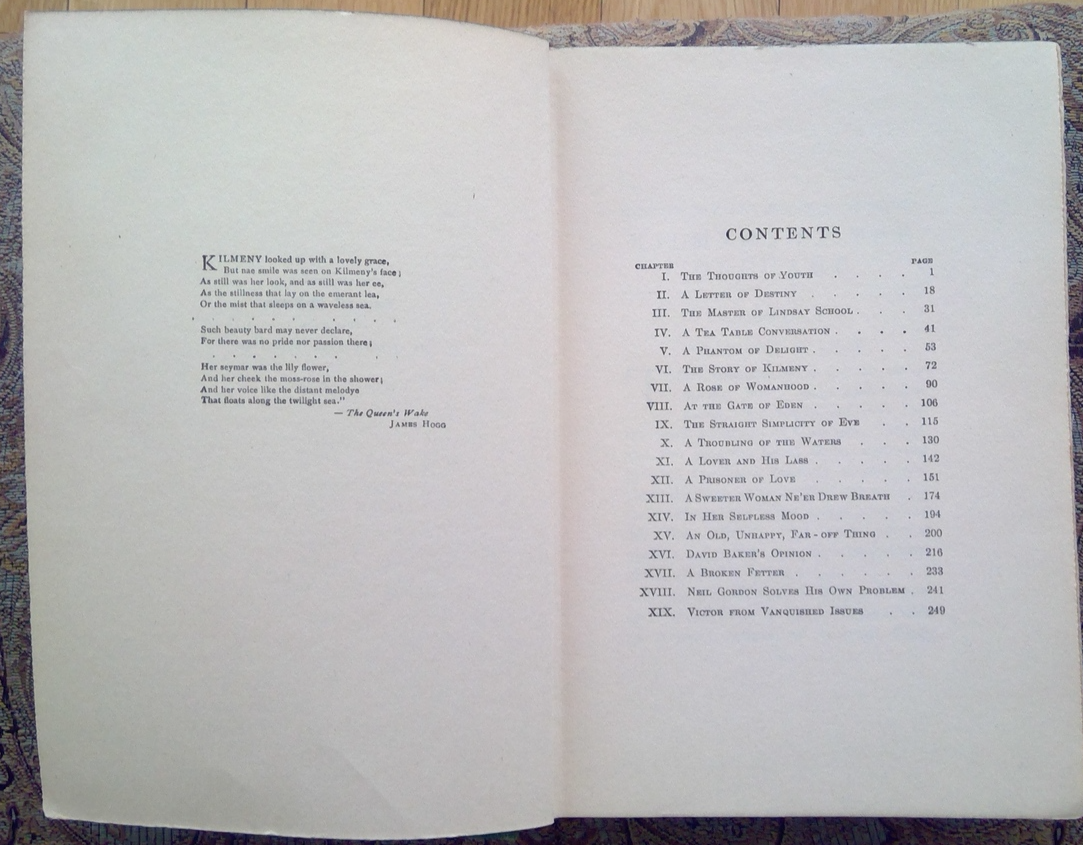 KILMENY looked up with a lovely grace,
But nae smile was seen on Kilmeny's face;
As still was her look, and as still was her ee,
As the stillness that lay on the emerant lea,
Or the mist that sleeps on a waveless sea.
. . . . . . . .
Such beauty bard may never declare,
For there was no pride nor passion there;
. . . . . . . .
Her seymar was the lily flower,
And her cheek the moss-rose in the shower;
And her voice like the distant melodye
That floats along the twilight sea."
— The Queen's Wake
JAMES HOGG
CONTENTS
CHAPTER PAGE
I. THE THOUGHTS OF YOUTH . . . . 1
II. A LETTER OF DESTINY . . . . . 18
III. THE MASTER OF LINDSAY SCHOOL . . . 31
IV. A TEA TABLE CONVERSATION . . . . 41
V. A PHANTOM OF DELIGHT . . . . . 53
VI. THE STORY OF KILMENY . . . . . 72
VII. A ROSE OF WOMANHOOD . . . . . 90
VIII. AT THE GATE OF EDEN . . . . . 106
IX. THE STRAIGHT SIMPLICITY OF EVE . . 115
X. A TROUBLING OF THE WATERS . . . 130
XI. A LOVER AND HIS LASS . . . . . 142
XII. A PRISONER OF LOVE . . . . . 151
XIII. A SWEETER WOMAN NE'ER DREW BREATH . 174
XIV. IN HER SELFLESS MOOD . . . . . 194
XV. AN OLD, UNHAPPY, FAR-OFF THING . . 200
XVI. DAVID BAKER'S OPINION . . . . . 216
XVII. A BROKEN FETTER . . . . . . 233
XVIII. NEIL GORDON SOLVES HIS OWN PROBLEM . 241
XIX. VICTOR FROM VANQUISHED ISSUES . . 249